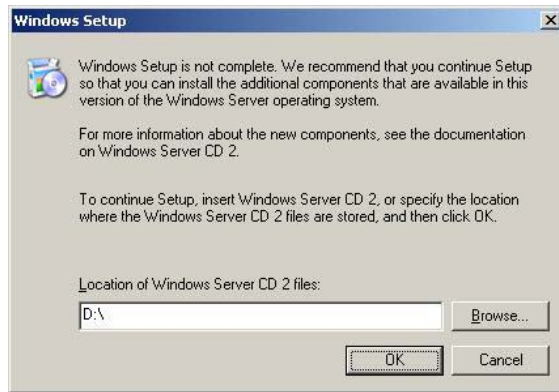 Windows Setup
Windows Setup is not complete. We recommend that you continue Setup
so that you can install the additional components that are available in this
version of the Windows Server operating system.
For more information about the new components, see the documentation
on Windows Server CD 2.
To continue Setup, insert Windows Server CD 2, or specify the location
where the Windows Server CD 2 files are stored, and then click OK.
Location of Windows Server CD 2 files:
D:\
Browse...
OK
Cancel